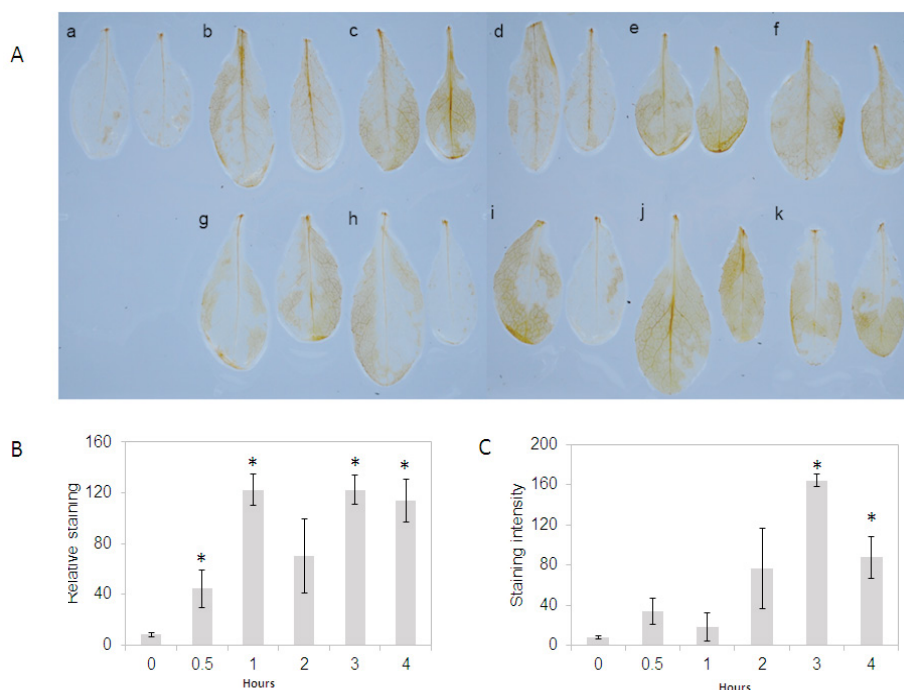 A
a b c d e f
g h i j k
B
Relative staining
160
120
80
40
0
* * * *
0 0.5 1 2 3 4
Hours
C
Staining intensity
200
160
120
80
40
0
* *
0 0.5 1 2 3 4
Hours